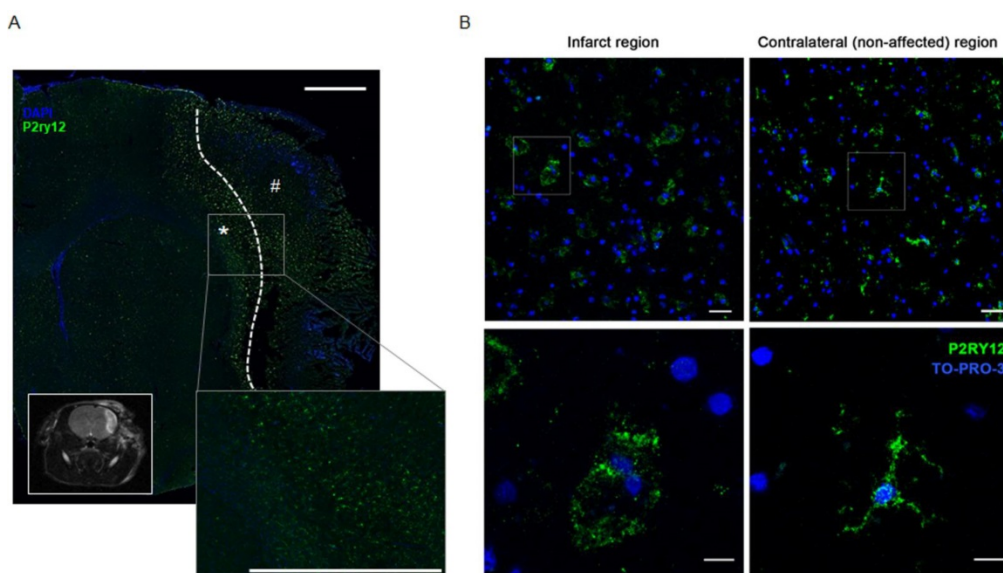 A
DAPI
P2ry12
#
*
B
Infarct region
Contralateral (non-affected) region
P2RY12
TO-PRO-3